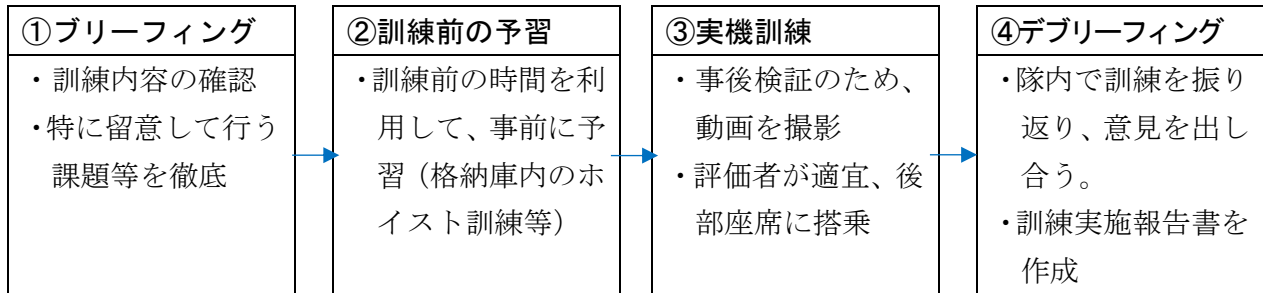 ①ブリーフィング
・訓練内容の確認
・特に留意して行う
課題等を徹底
②訓練前の予習
・訓練前の時間を利
用して、事前に予
習（格納庫内のホ
イスト訓練等）
③実機訓練
・事後検証のため、
動画を撮影
・評価者が適宜、後
部座席に搭乗
④デブリーフィング
・隊内で訓練を振り
返り、意見を出し
合う。
・訓練実施報告書を
作成